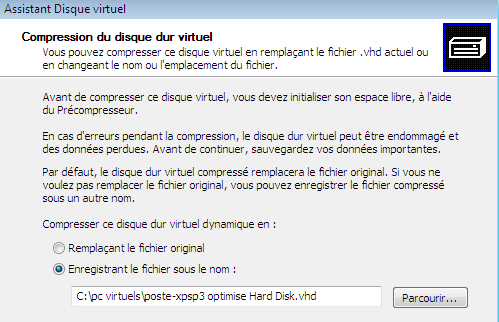 Assistant Disque virtuel
Compression du disque dur virtuel
Vous pouvez compresser ce disque virtuel en remplaçant le fichier .vhd actuel ou
en changeant le nom ou l'emplacement du fichier.
Avant de compresser ce disque virtuel, vous devez initialiser son espace libre, à l'aide
du Précompresseur.
En cas d'erreurs pendant la compression, le disque dur virtuel peut être endommagé et
des données perdues. Avant de continuer, sauvegardez vos données importantes.
Par défaut, le disque dur virtuel compressé remplacera le fichier original. Si vous ne
voulez pas remplacer le fichier original, vous pouvez enregistrer le fichier compressé
sous un autre nom.
Compresser ce disque dur virtuel dynamique en :
Remplaçant le fichier original
Enregistrant le fichier sous le nom :
C:\pc virtuels\poste-xpsp3 optimise Hard Disk.vhd
Parcourir...